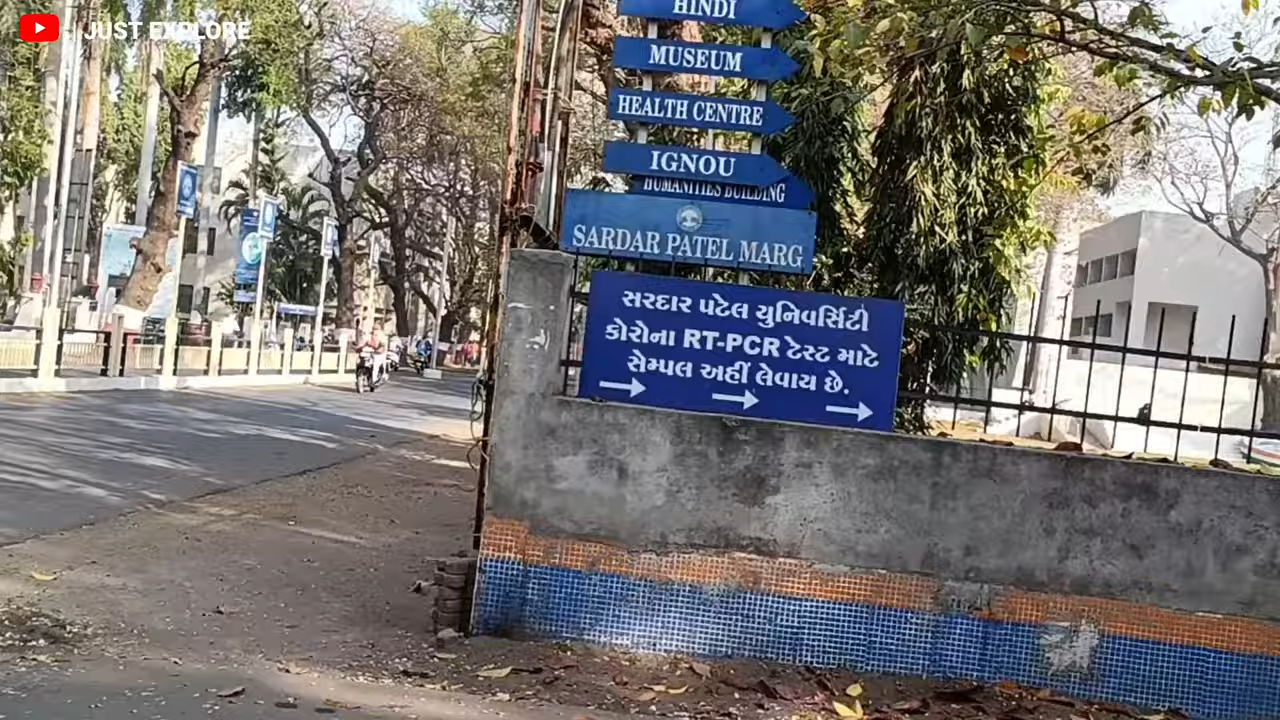 JUST EXPLORE
HINDI
MUSEUM
HEALTH CENTRE
IGNOU
HUMANITIES BUILDING
SARDAR PATEL MARG
સરદાર પટેલ યુનિવર્સિટી
કોરોના RT-PCR ટેસ્ટ માટે
સેમ્પલ અહીં લેવાય છે.